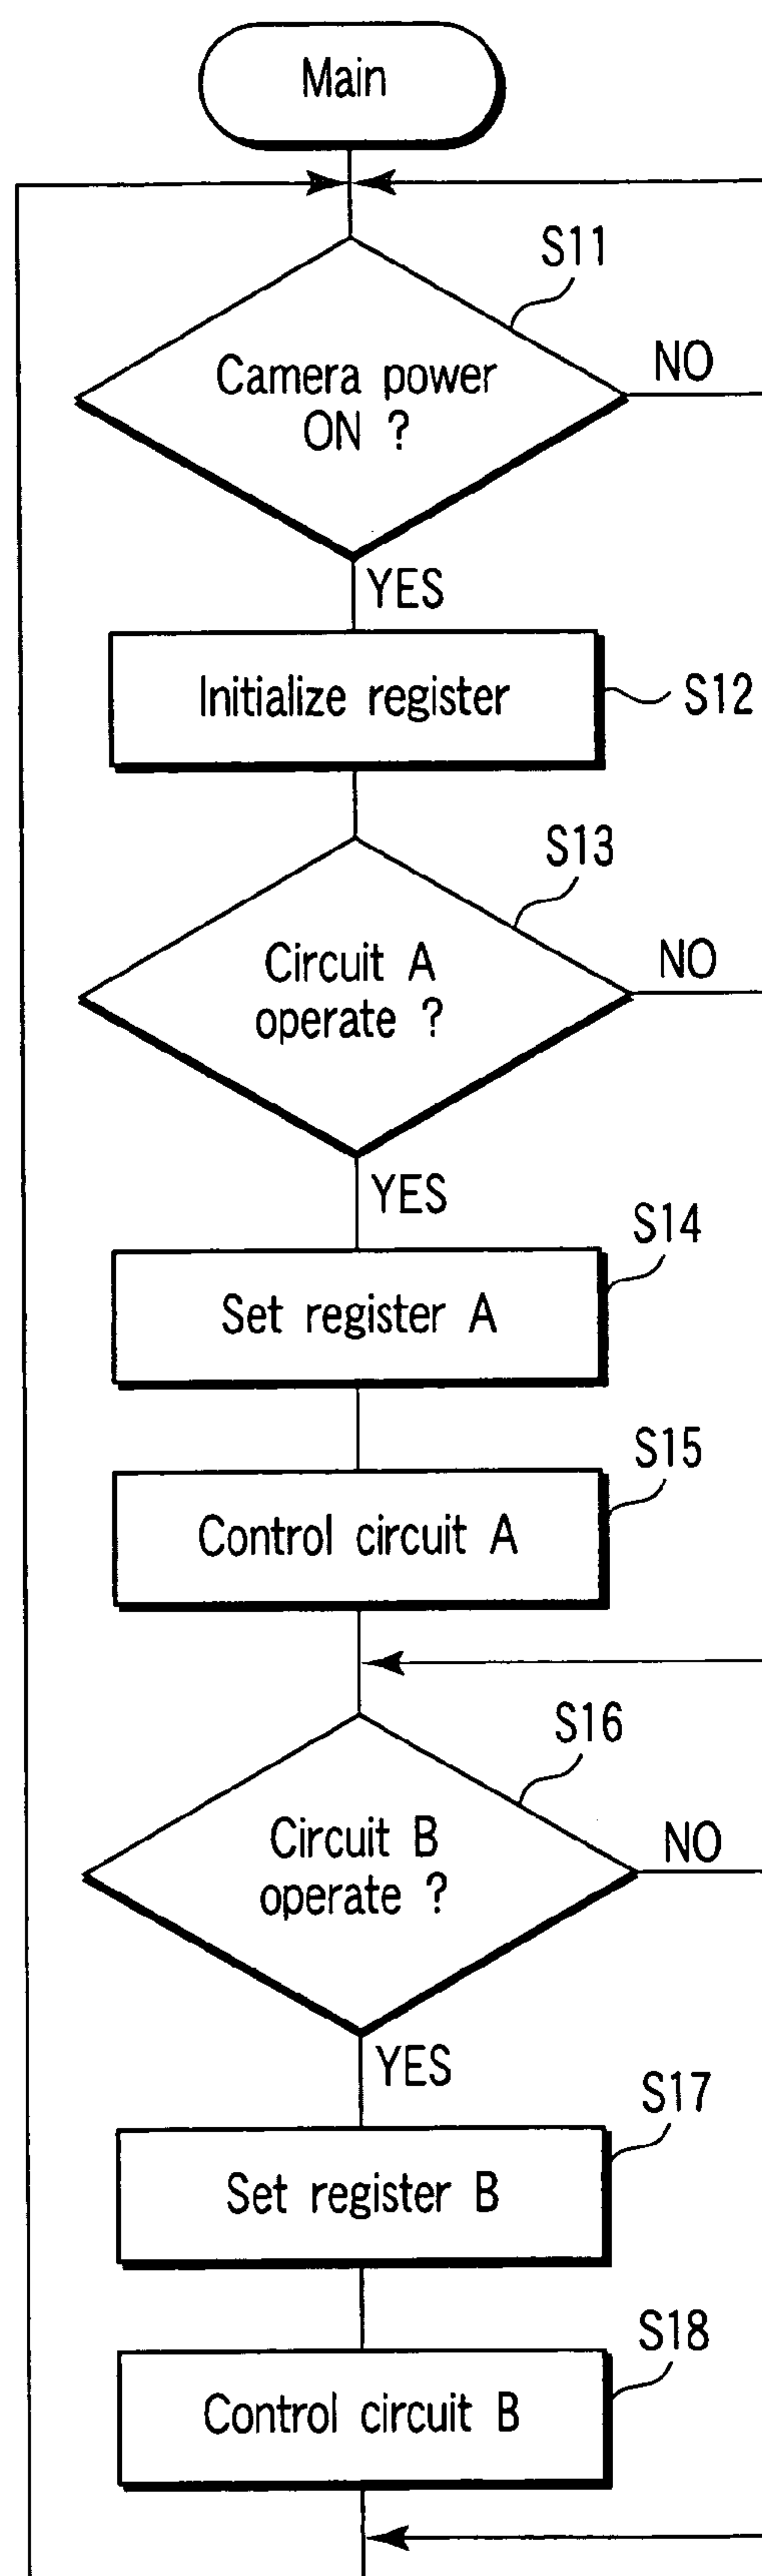 Main
S11
Camera power
ON ?
NO
YES
Initialize register
S12
S13
Circuit A
operate ?
NO
YES
S14
Set register A
S15
Control circuit A
S16
Circuit B
operate ?
NO
YES
S17
Set register B
S18
Control circuit B